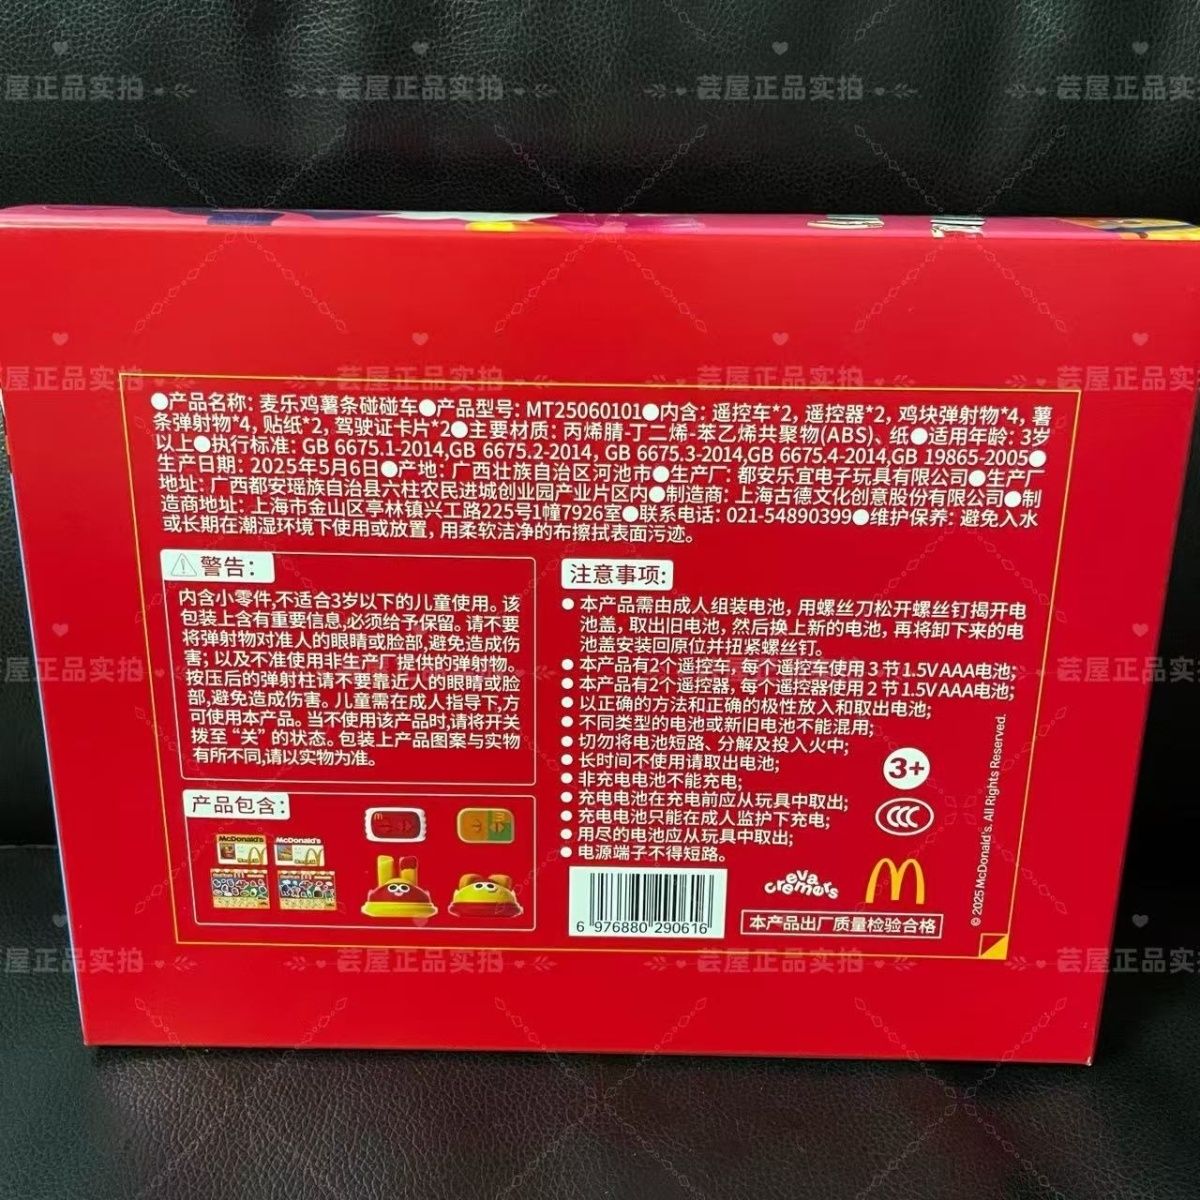 ●产品名称: 麦乐鸡薯条碰碰车●产品型号: MT25060101●内含: 遥控车*2, 遥控器*2, 鸡块弹射物*4, 薯
条弹射物*4, 贴纸*2, 驾驶证卡片*2●主要材质: 丙烯腈-丁二烯-苯乙烯共聚物(ABS)、纸●适用年龄: 3岁
以上●执行标准: GB 6675.1-2014,GB 6675.2-2014, GB 6675.3-2014,GB 6675.4-2014,GB 19865-2005●
生产日期: 2025年5月6日●产地: 广西壮族自治区河池市●生产厂: 都安乐宜电子玩具有限公司●生产厂
地址: 广西都安瑶族自治县六柱农民进城创业园产业片区内●制造商: 上海古德文化创意股份有限公司●制
造商地址: 上海市金山区亭林镇兴工路225号1幢7926室●联系电话: 021-54890399●维护保养: 避免入水
或长期在潮湿环境下使用或放置, 用柔软洁净的布擦拭表面污迹。
警告:
内含小零件,不适合3岁以下的儿童使用。该
包装上含有重要信息,必须给予保留。请不要
将弹射物对准人的眼睛或脸部,避免造成伤
害; 以及不准使用非生产厂提供的弹射物。
按压后的弹射柱请不要靠近人的眼睛或脸
部,避免造成伤害。儿童需在成人指导下,方
可使用本产品。当不使用该产品时,请将开关
拨至“关”的状态。包装上产品图案与实物
有所不同,请以实物为准。
产品包含:
McDonald's
McDonald's
注意事项:
● 本产品需由成人组装电池, 用螺丝刀松开螺丝钉揭开电
池盖, 取出旧电池, 然后换上新的电池, 再将卸下来的电
池盖安装回原位并扭紧螺丝钉。
● 本产品有2个遥控车, 每个遥控车使用 3 节 1.5V AAA电池;
● 本产品有2个遥控器, 每个遥控器使用 2 节 1.5V AAA电池;
● 以正确的方法和正确的极性放入和取出电池;
● 不同类型的电池或新旧电池不能混用;
● 切勿将电池短路、分解及投入火中;
● 长时间不使用请取出电池;
● 非充电电池不能充电;
● 充电电池在充电前应从玩具中取出;
● 充电电池只能在成人监护下充电;
● 用尽的电池应从玩具中取出;
● 电源端子不得短路。
3+
6 976880 290616
eva
cremers
本产品出厂质量检验合格
© 2025 McDonald's. All Rights Reserved.
芸屋正品实拍